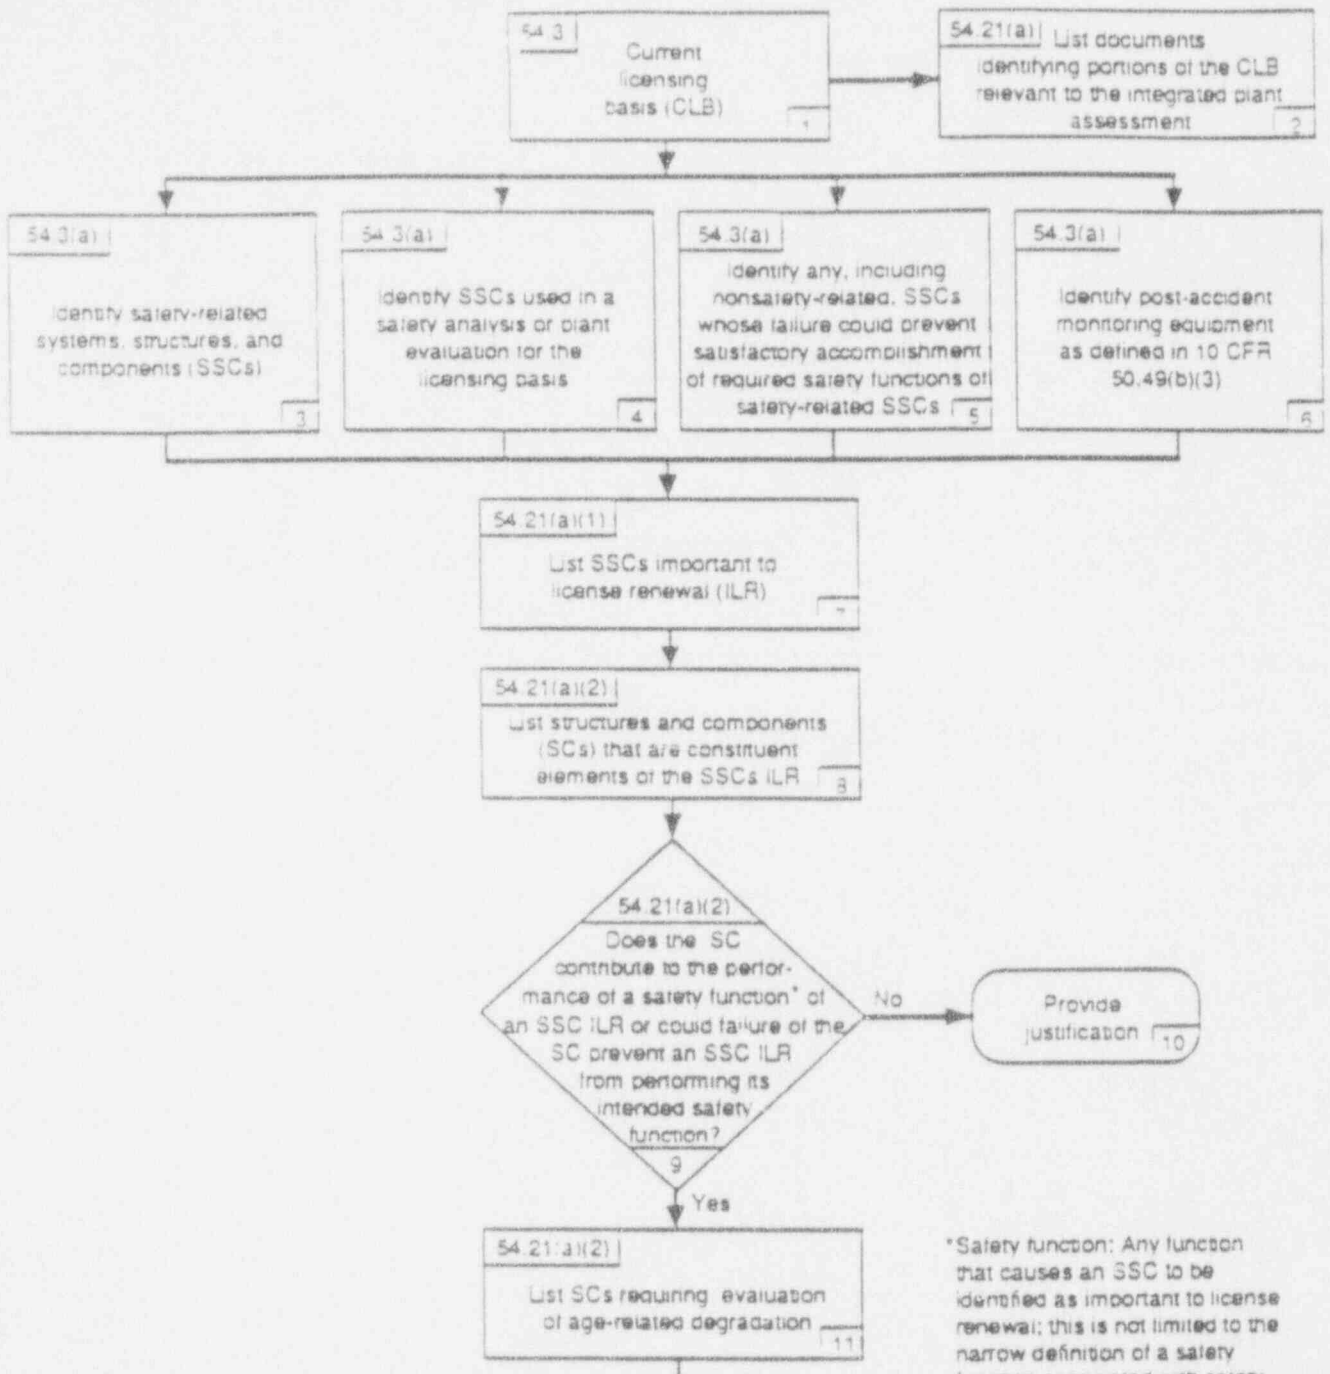 54.3
Current
licensing
basis (CLB)
1
54.21(a) List documents
identifying portions of the CLB
relevant to the integrated plant
assessment
2
54.3(a)
Identify safety-related
systems, structures, and
components (SSCs)
3
54.3(a)
Identify SSCs used in a
safety analysis or plant
evaluation for the
licensing basis
4
54.3(a)
Identify any, including
nonsafety-related, SSCs
whose failure could prevent
satisfactory accomplishment
of required safety functions of
safety-related SSCs
5
54.3(a)
Identify post-accident
monitoring equipment
as defined in 10 CFR
50.49(b)(3)
6
54.21(a)(1)
List SSCs important to
license renewal (ILR)
7
54.21(a)(2)
List structures and components
(SCs) that are constituent
elements of the SSCs ILR
8
54.21(a)(2)
Does the SC
contribute to the perfor-
mance of a safety function* of
an SSC ILR or could failure of the
SC prevent an SSC ILR
from performing its
intended safety
function?
9
No
Provide
justification
10
Yes
54.21(a)(2)
List SCs requiring evaluation
of age-related degradation
11
*Safety function: Any function
that causes an SSC to be
identified as important to license
renewal; this is not limited to the
narrow definition of a safety